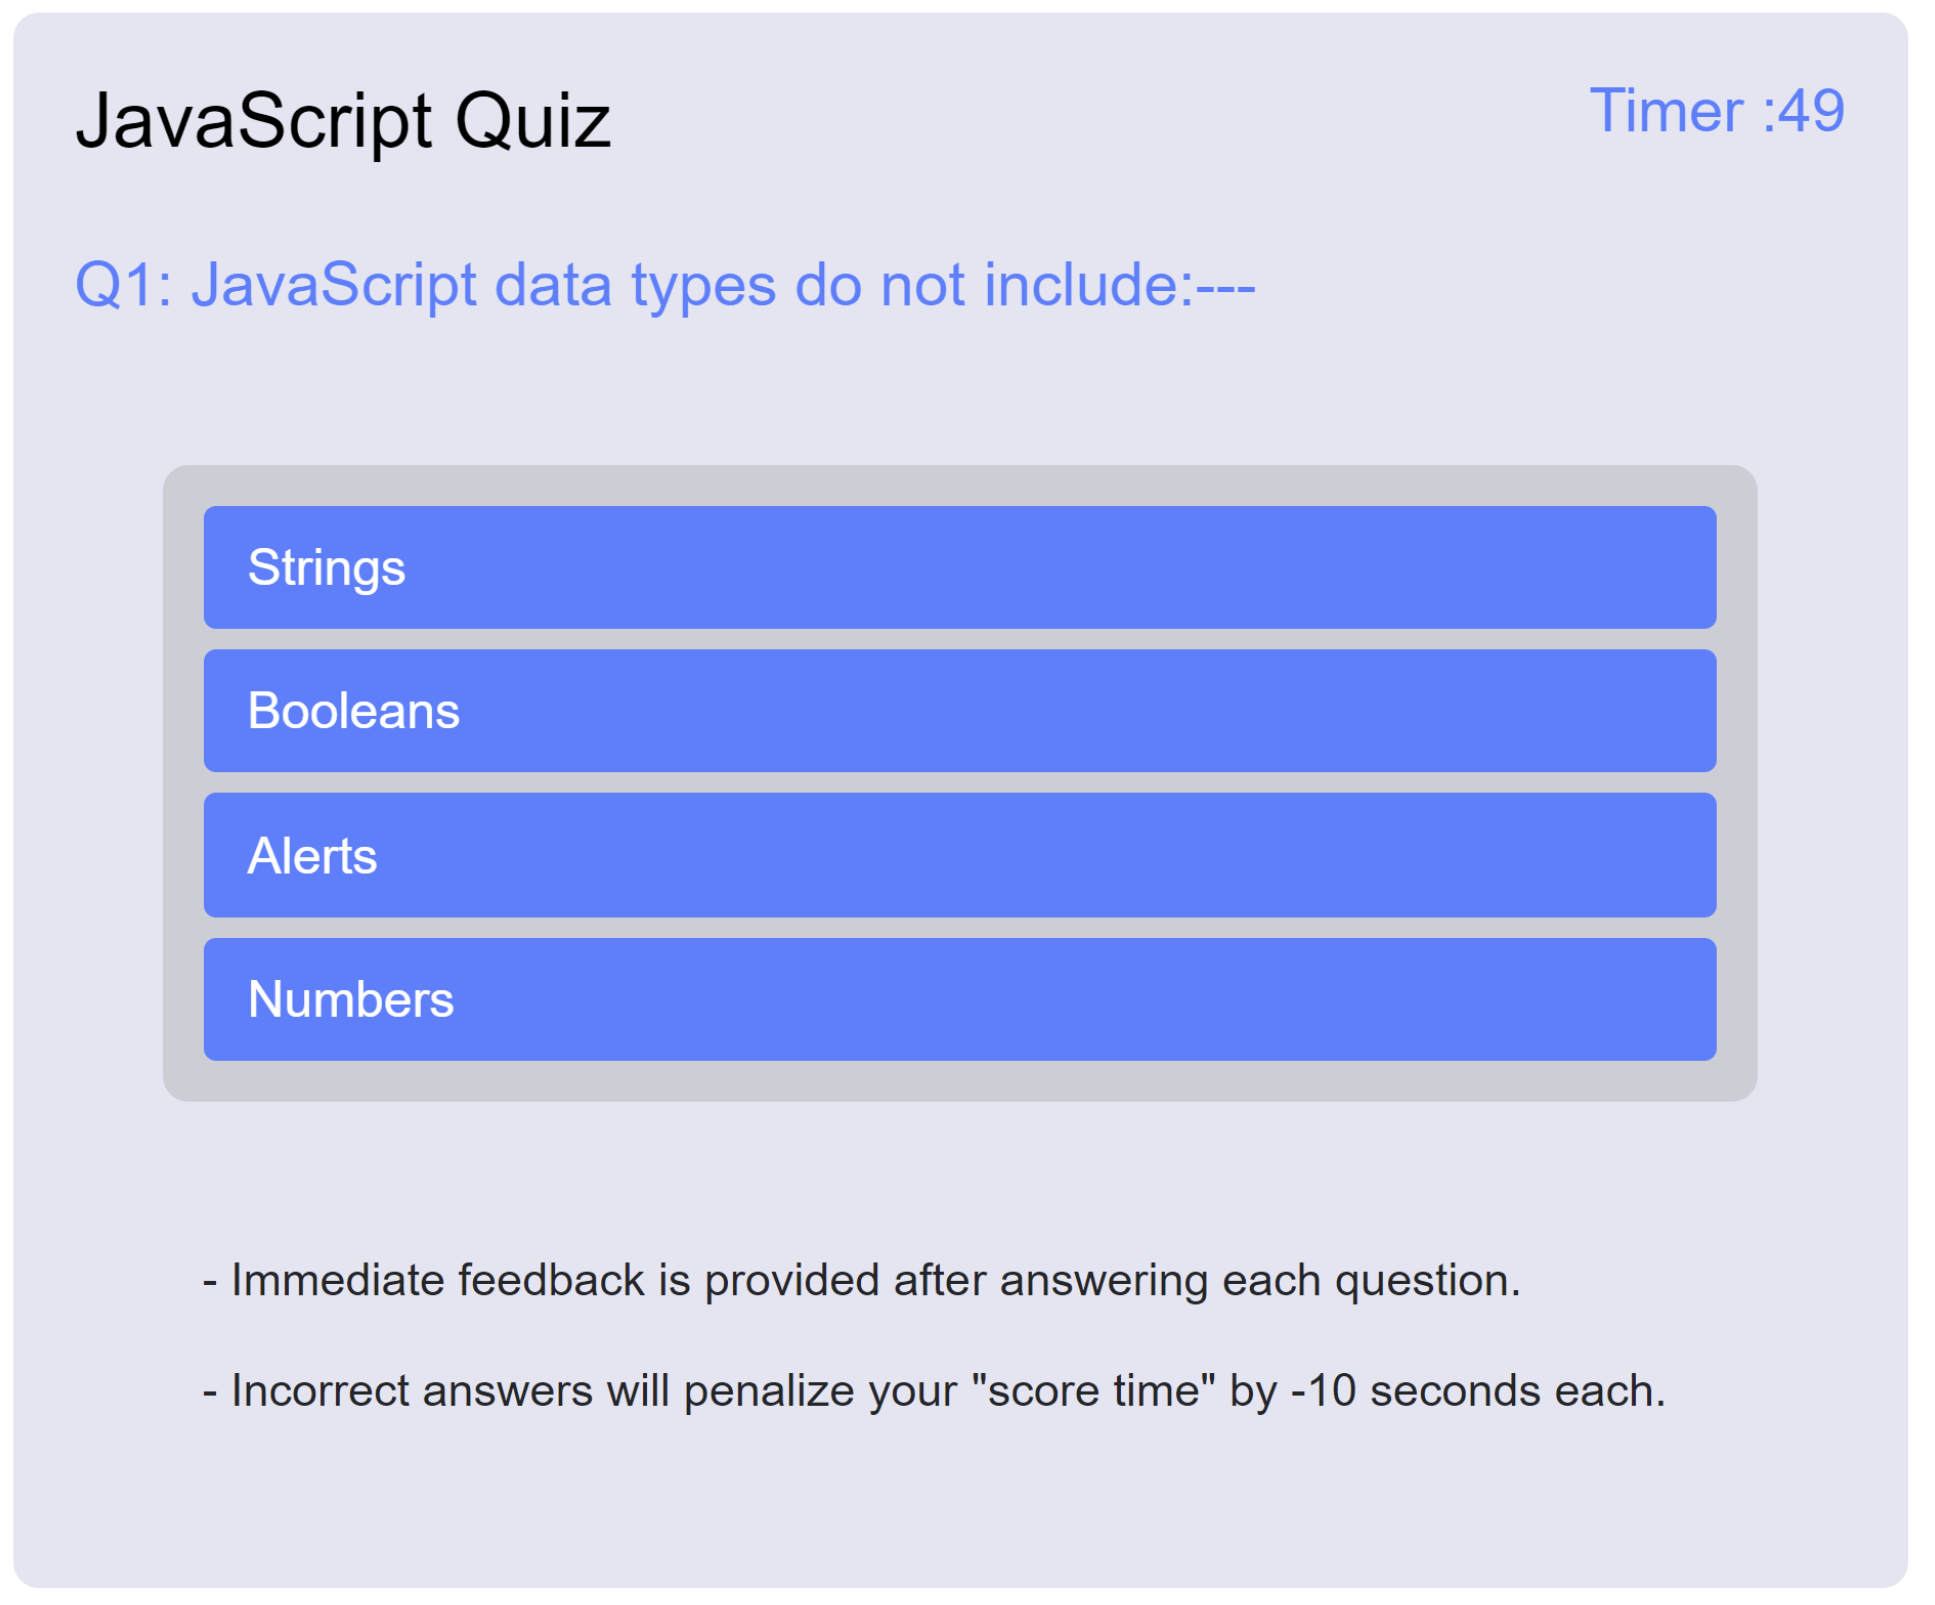 JavaScript Quiz
Timer :49
Q1: JavaScript data types do not include:---
Strings
Booleans
Alerts
Numbers
- Immediate feedback is provided after answering each question.
- Incorrect answers will penalize your "score time" by -10 seconds each.